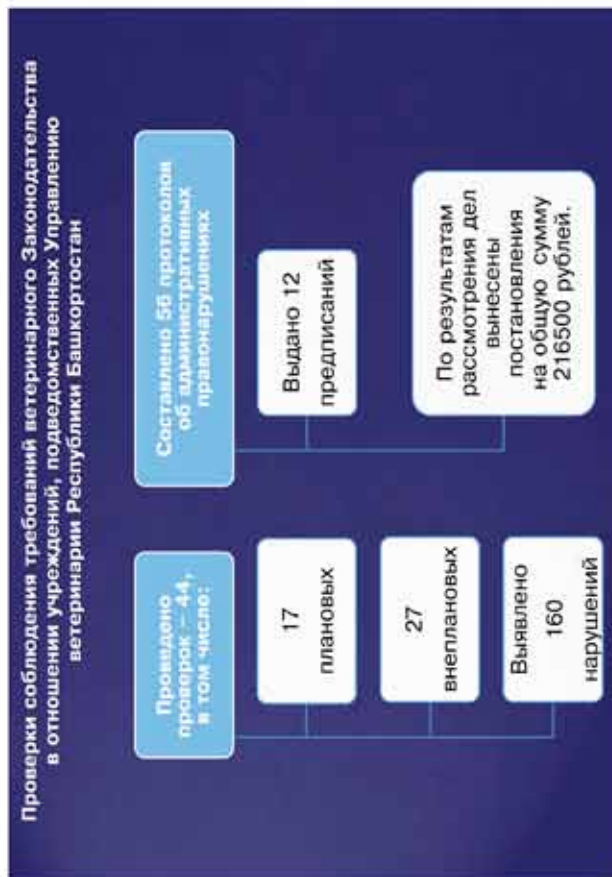 Проверки соблюдения требований ветеринарного Законодательства
в отношении учреждений, подведомственных Управлению
ветеринарии Республики Башкортостан
Проведено
проверок – 44,
в том число:
17
плановых
27
внеплановых
Выявлено
160
нарушений
Составлено 56 протоколов
об административных
правонарушениях
Выдано 12
предписаний
По результатам
рассмотрения дел
вынесены
постановления
на общую сумму
216500 рублей.